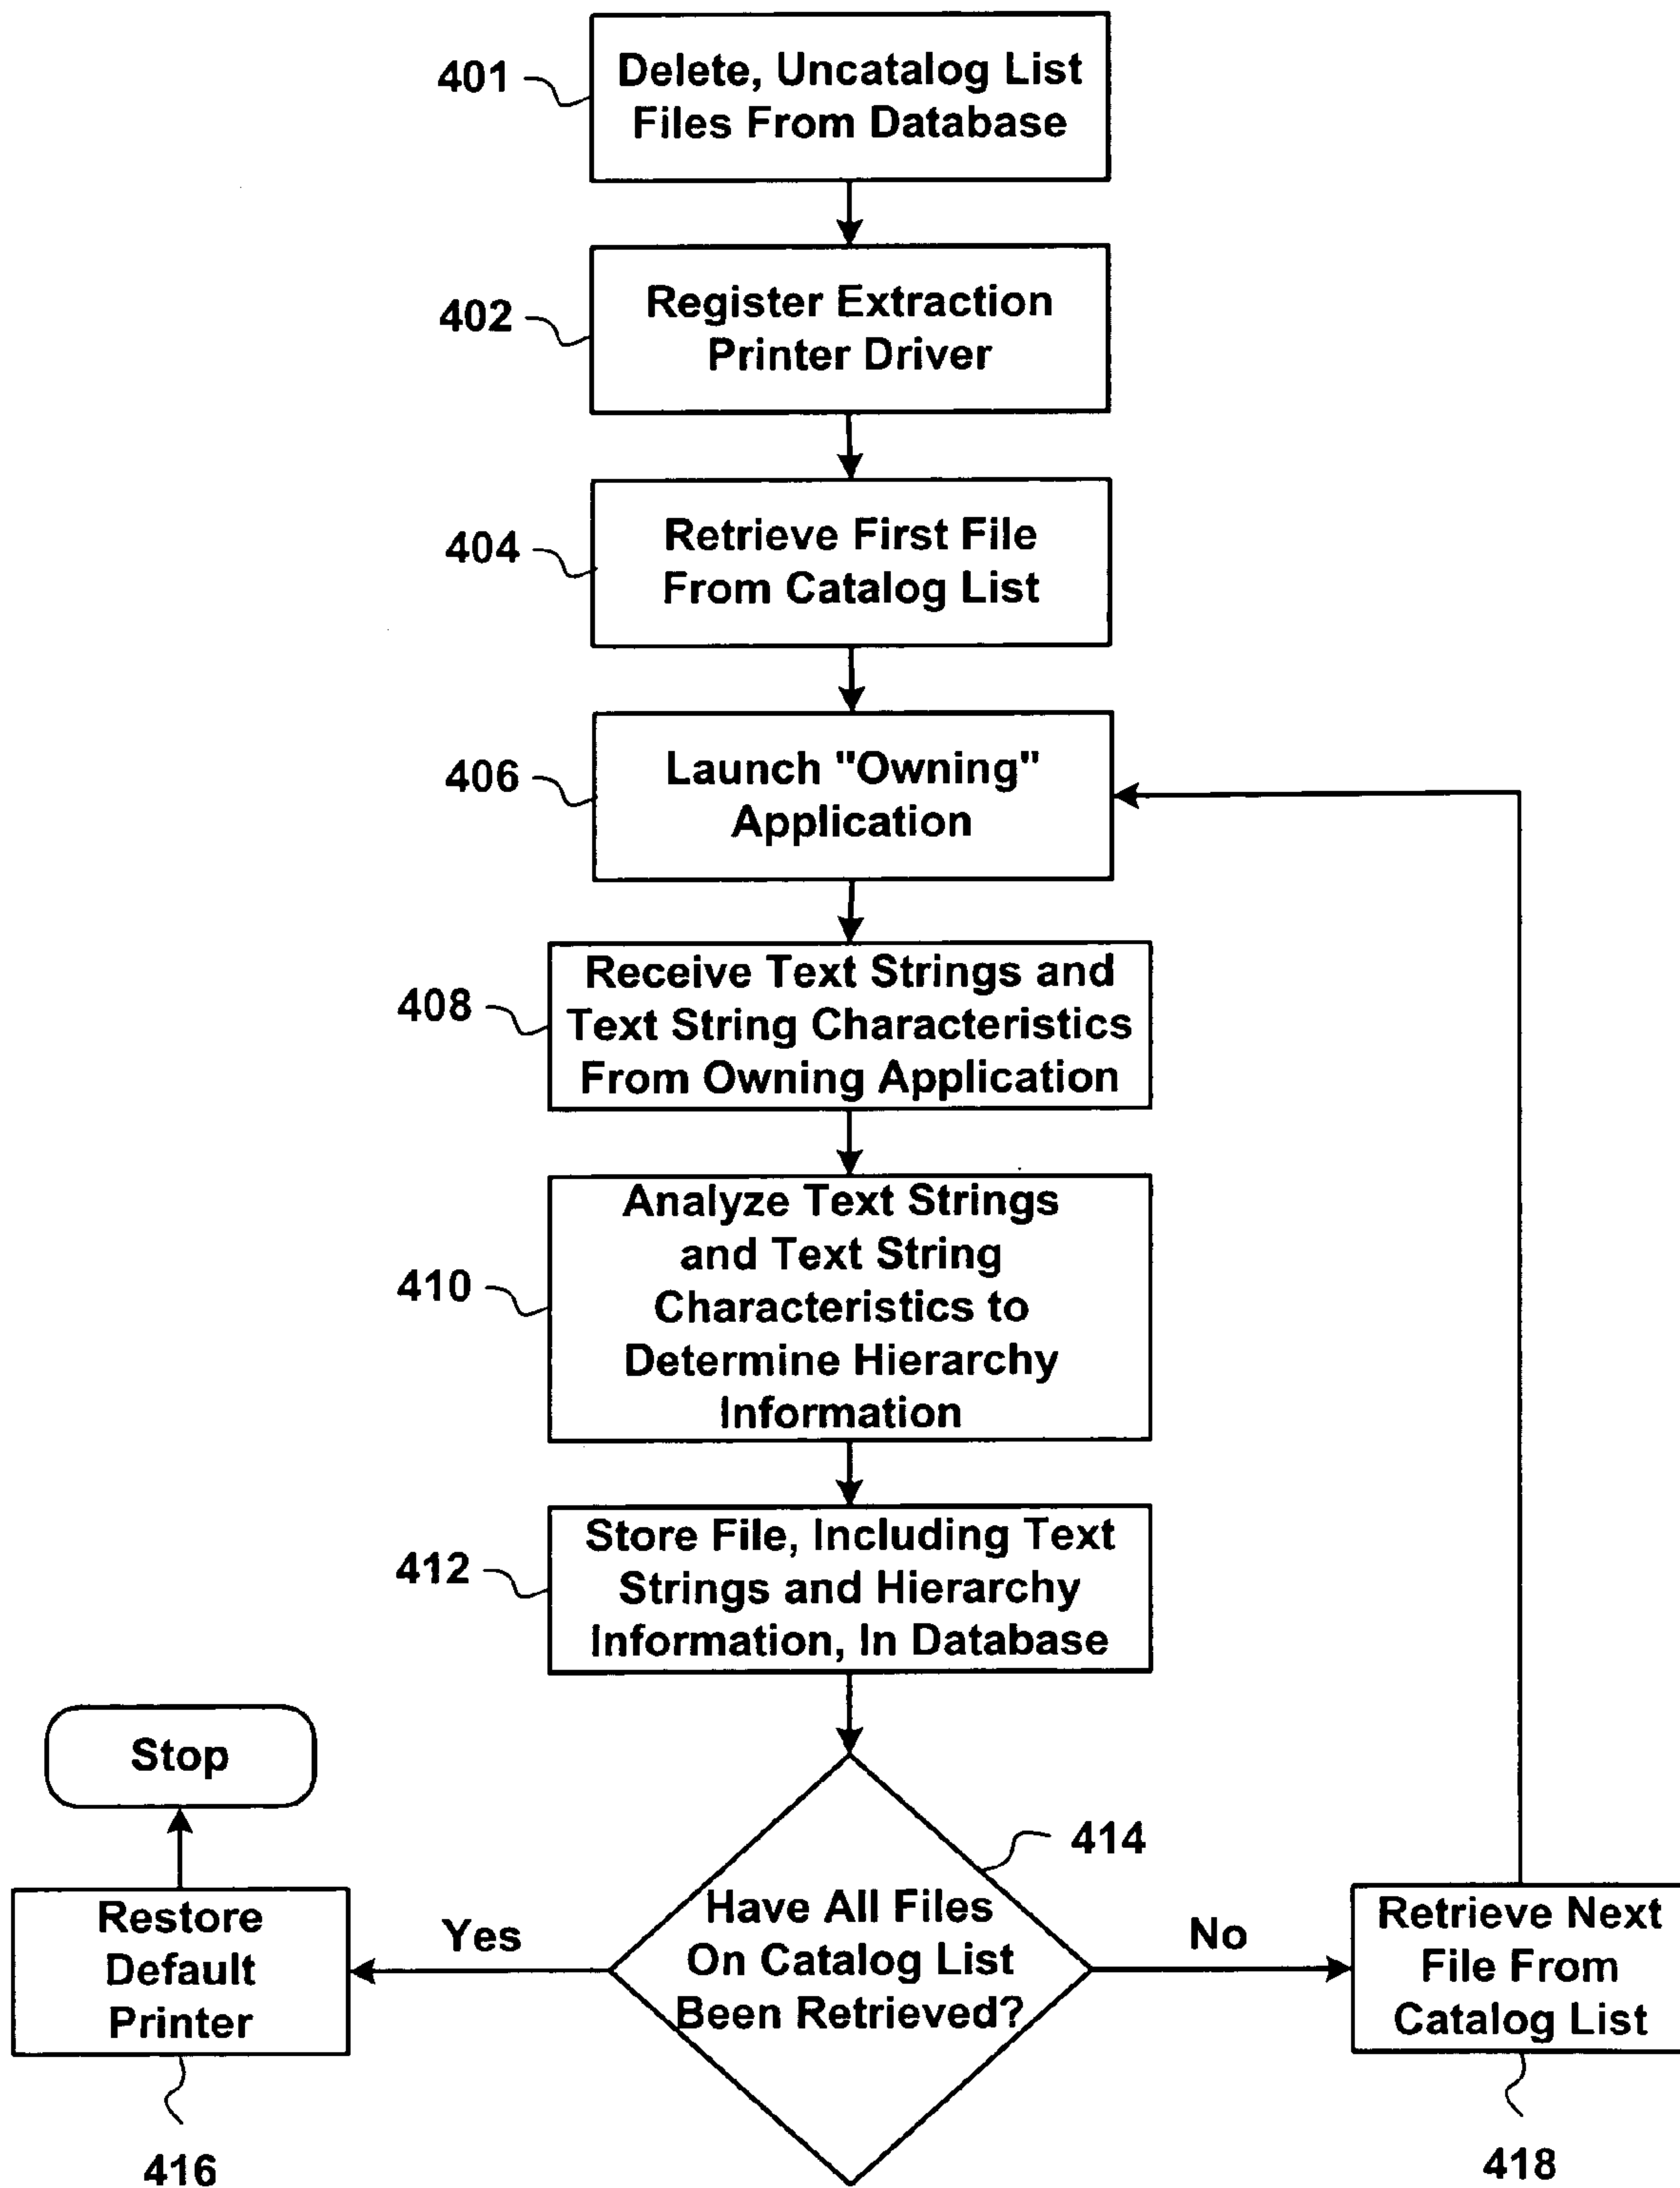 401
Delete, Uncatalog List
Files From Database
402
Register Extraction
Printer Driver
404
Retrieve First File
From Catalog List
406
Launch "Owning"
Application
408
Receive Text Strings and
Text String Characteristics
From Owning Application
410
Analyze Text Strings
and Text String
Characteristics to
Determine Hierarchy
Information
412
Store File, Including Text
Strings and Hierarchy
Information, In Database
Stop
414
Have All Files
On Catalog List
Been Retrieved?
Yes
No
Restore
Default
Printer
416
Retrieve Next
File From
Catalog List
418